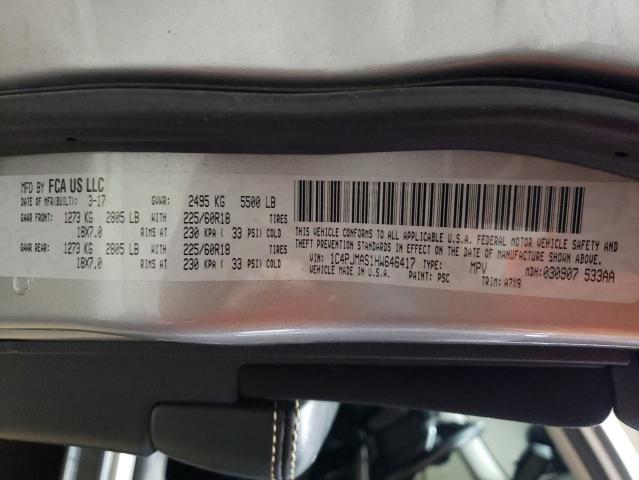 MFD BY FCA US LLC
DATE OF MFR(BUILT): 3-17 GVWR: 2495 KG 5500 LB
GAWR FRONT: 1273 KG 2805 LB WITH 225/60R18 TIRES
18X7.0 RIMS AT 230 KPA ( 33 PSI) COLD
GAWR REAR: 1273 KG 2805 LB WITH 225/60R18 TIRES
18X7.0 RIMS AT 230 KPA ( 33 PSI) COLD
THIS VEHICLE CONFORMS TO ALL APPLICABLE U.S.A. FEDERAL MOTOR VEHICLE SAFETY
AND THEFT PREVENTION STANDARDS IN EFFECT ON THE DATE OF MANUFACTURE SHOWN ABOVE.
VIN: 1C4PJMAS1HW646417 TYPE: MPV MDH: 030907 533AA
VEHICLE MADE IN U.S.A. PAINT: PSC TRIM: A7X9